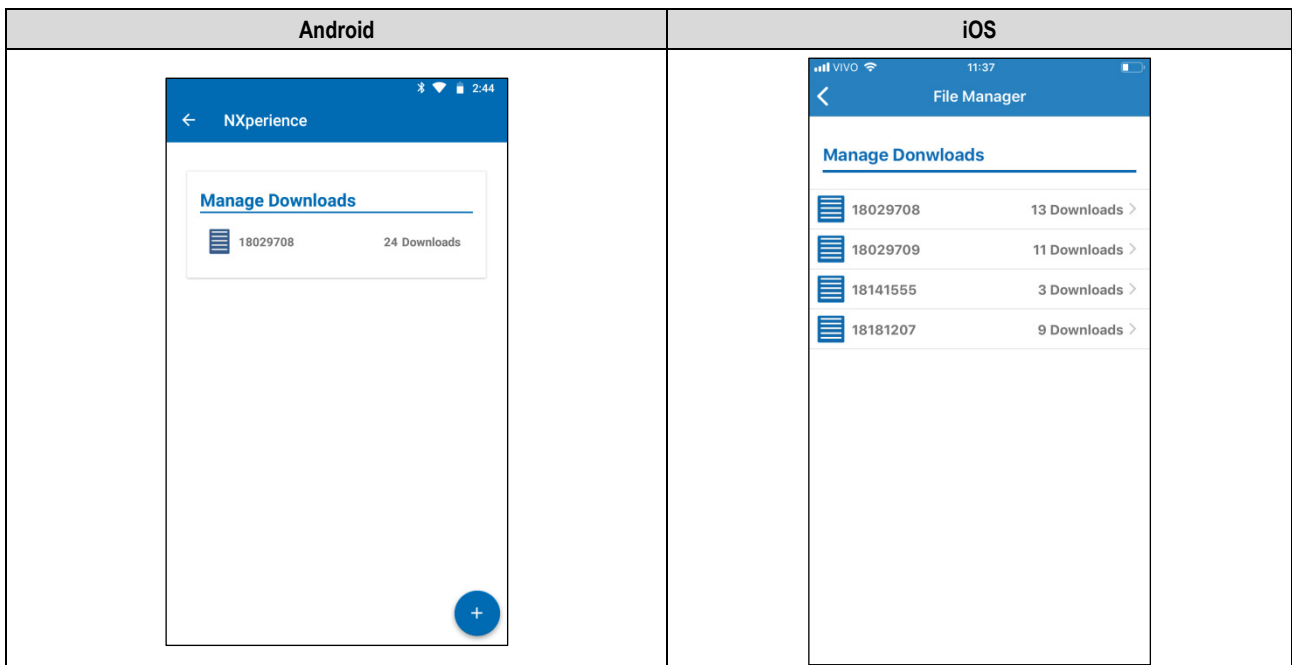 Android
iOS
2:44
NXperience
Manage Downloads
18029708 24 Downloads
+
VIVO 11:37
File Manager
Manage Donwloads
18029708 13 Downloads
18029709 11 Downloads
18141555 3 Downloads
18181207 9 Downloads